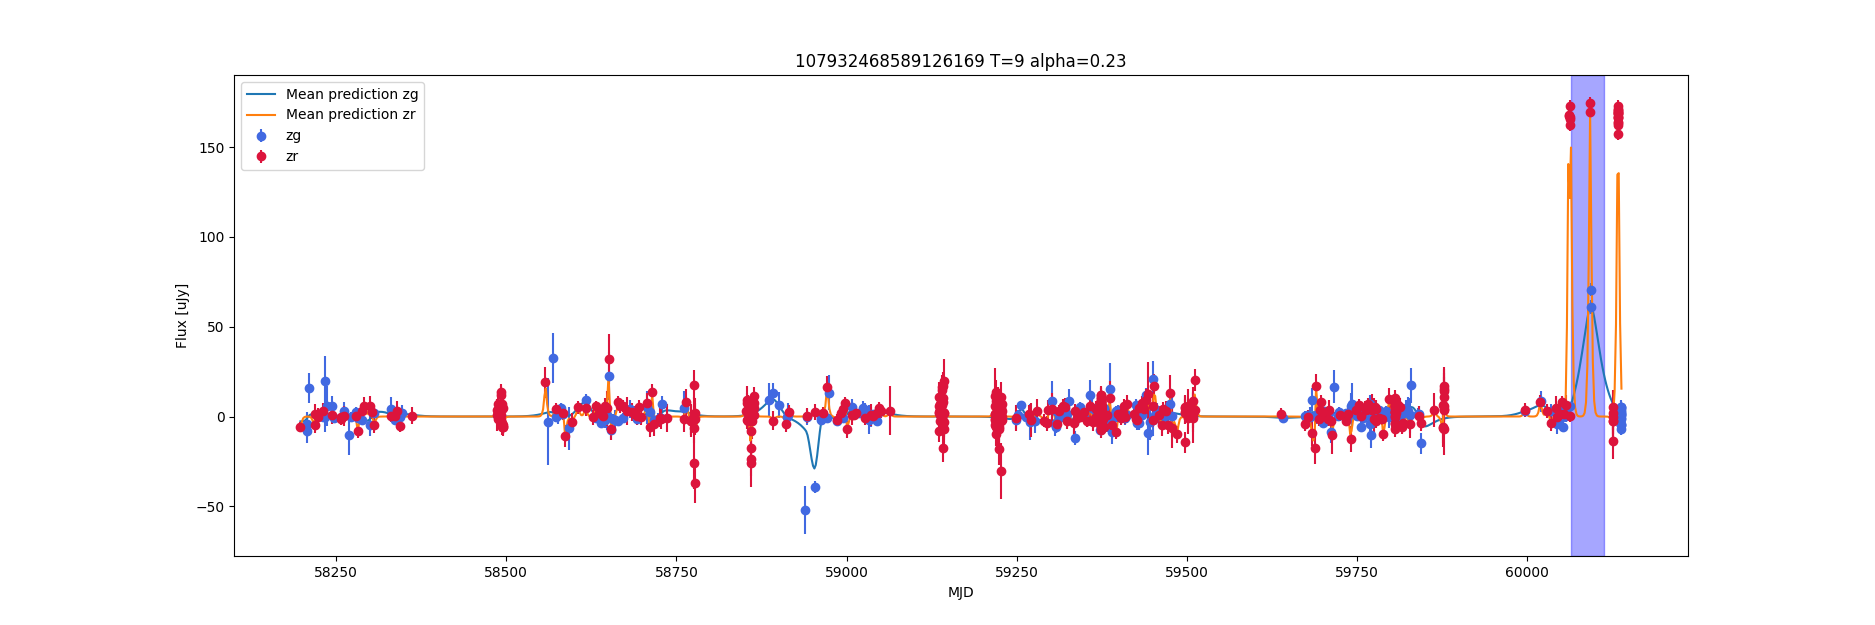 107932468589126169 T=9 alpha=0.23
Mean prediction zg
Mean prediction zr
zg
zr
Flux [uJy]
150
100
50
0
−50
58250
58500
58750
59000
59250
59500
59750
60000
MJD